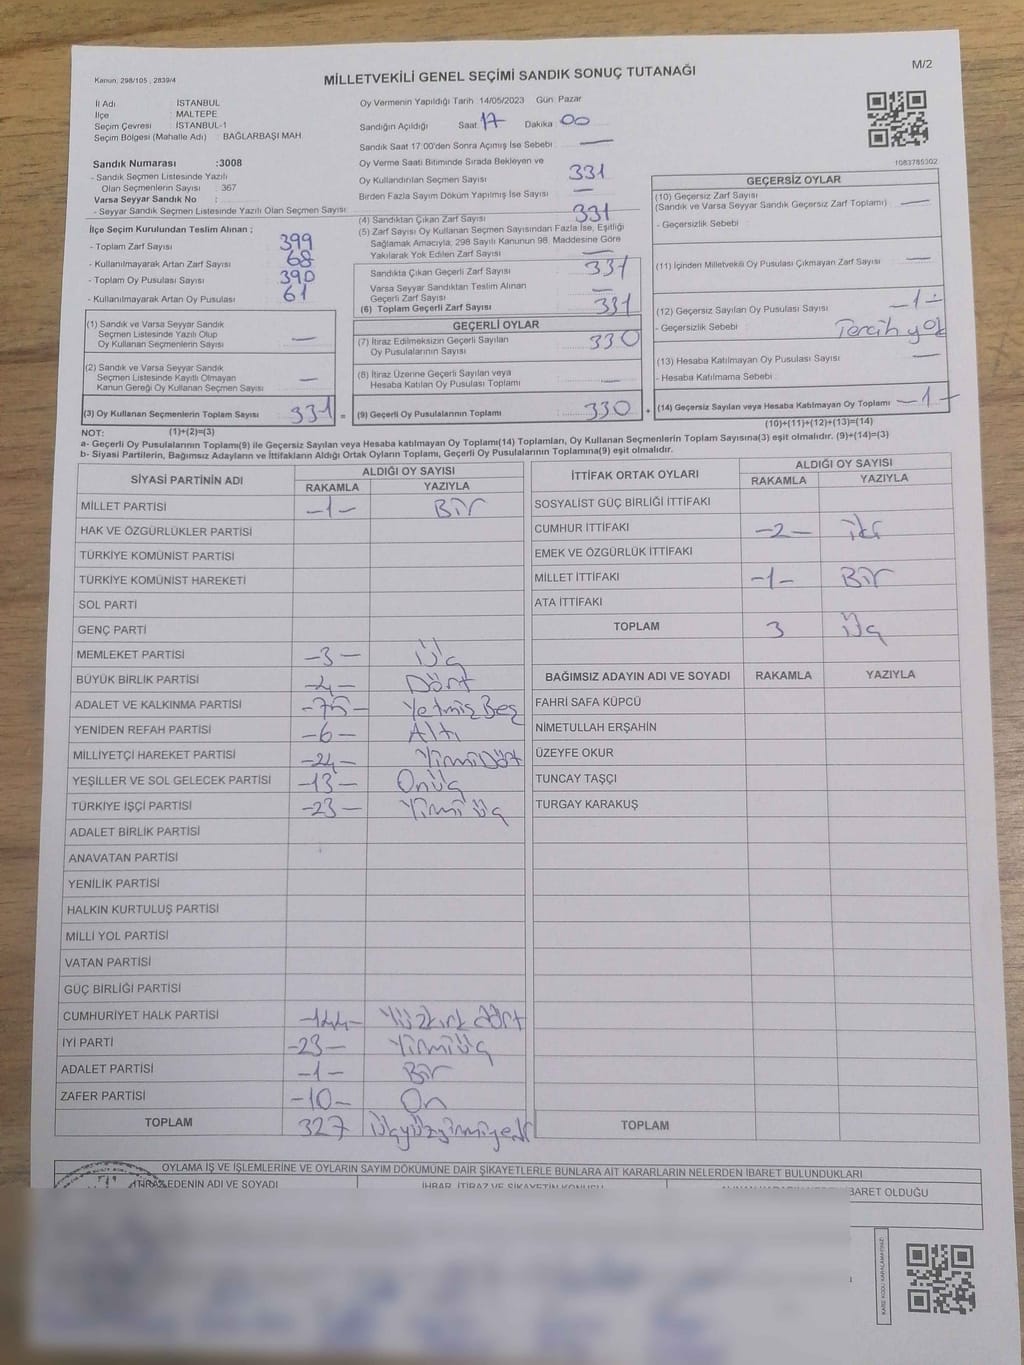 Kanun: 298/105 , 2839/4
MİLLETVEKİLİ GENEL SEÇİMİ SANDIK SONUÇ TUTANAĞI
M/2
İl Adı İSTANBUL
İlçe MALTEPE
Seçim Çevresi İSTANBUL-1
Seçim Bölgesi (Mahalle Adı) : BAĞLARBAŞI MAH.
Sandık Numarası :3008
- Sandık Seçmen Listesinde Yazılı
Olan Seçmenlerin Sayısı : 367
Varsa Seyyar Sandık No :
- Seyyar Sandık Seçmen Listesinde Yazılı Olan Seçmen Sayısı:
İlçe Seçim Kurulundan Teslim Alınan ;
- Toplam Zarf Sayısı 399
- Kullanılmayarak Artan Zarf Sayısı 68
- Toplam Oy Pusulası Sayısı 390
- Kullanılmayarak Artan Oy Pusulası 61
(1) Sandık ve Varsa Seyyar Sandık
Seçmen Listesinde Yazılı Olup
Oy Kullanan Seçmenlerin Sayısı —
(2) Sandık ve Varsa Seyyar Sandık
Seçmen Listesinde Kayıtlı Olmayan
Kanun Gereği Oy Kullanan Seçmen Sayısı —
(3) Oy Kullanan Seçmenlerin Toplam Sayısı 331 =
(1)+(2)=(3)
Oy Vermenin Yapıldığı Tarih 14/05/2023 Gün: Pazar
Sandığın Açıldığı Saat: 17 Dakika: 00
Sandık Saat 17:00'den Sonra Açımış İse Sebebi: —
Oy Verme Saati Bitiminde Sırada Bekleyen ve
Oy Kullandırılan Seçmen Sayısı 331
Birden Fazla Sayım Döküm Yapılmış İse Sayısı —
(4) Sandıktan Çıkan Zarf Sayısı 331
(5) Zarf Sayısı Oy Kullanan Seçmen Sayısından Fazla İse, Eşitliği
Sağlamak Amacıyla, 298 Sayılı Kanunun 98. Maddesine Göre
Yakılarak Yok Edilen Zarf Sayısı —
Sandıkta Çıkan Geçerli Zarf Sayısı 331
Varsa Seyyar Sandıktan Teslim Alınan
Geçerli Zarf Sayısı —
(6) Toplam Geçerli Zarf Sayısı 331
GEÇERLİ OYLAR
(7) İtiraz Edilmeksizin Geçerli Sayılan
Oy Pusulalarının Sayısı 330
(8) İtiraz Üzerine Geçerli Sayılan veya
Hesaba Katılan Oy Pusulası Toplamı —
(9) Geçerli Oy Pusulalarının Toplamı 330 +
1083785302
GEÇERSİZ OYLAR
(10) Geçersiz Zarf Sayısı
(Sandık ve Varsa Seyyar Sandık Geçersiz Zarf Toplamı) —
- Geçersizlik Sebebi :
(11) İçinden Milletvekili Oy Pusulası Çıkmayan Zarf Sayısı —
(12) Geçersiz Sayılan Oy Pusulası Sayısı -1-
- Geçersizlik Sebebi : Tercih yok
(13) Hesaba Katılmayan Oy Pusulası Sayısı —
- Hesaba Katılmama Sebebi :
(14) Geçersiz Sayılan veya Hesaba Katılmayan Oy Toplamı -1-
(10)+(11)+(12)+(13)=(14)
NOT:
a- Geçerli Oy Pusulalarının Toplamı(9) ile Geçersiz Sayılan veya Hesaba katılmayan Oy Toplamı(14) Toplamları, Oy Kullanan Seçmenlerin Toplam Sayısına(3) eşit olmalıdır. (9)+(14)=(3)
b- Siyasi Partilerin, Bağımsız Adayların ve İttifakların Aldığı Ortak Oyların Toplamı, Geçerli Oy Pusulalarının Toplamına(9) eşit olmalıdır.
SİYASİ PARTİNİN ADI ALDIĞI OY SAYISI
RAKAMLA YAZIYLA
MİLLET PARTİSİ -1- Bir
HAK VE ÖZGÜRLÜKLER PARTİSİ
TÜRKİYE KOMÜNİST PARTİSİ
TÜRKİYE KOMÜNİST HAREKETİ
SOL PARTİ
GENÇ PARTİ
MEMLEKET PARTİSİ -3- Üç
BÜYÜK BİRLİK PARTİSİ -4- Dört
ADALET VE KALKINMA PARTİSİ -75- Yetmiş Beş
YENİDEN REFAH PARTİSİ -6- Altı
MİLLİYETÇİ HAREKET PARTİSİ -24- Yirmi Dört
YEŞİLLER VE SOL GELECEK PARTİSİ -13- Onüç
TÜRKİYE İŞÇİ PARTİSİ -23- Yirmi üç
ADALET BİRLİK PARTİSİ
ANAVATAN PARTİSİ
YENİLİK PARTİSİ
HALKIN KURTULUŞ PARTİSİ
MİLLİ YOL PARTİSİ
VATAN PARTİSİ
GÜÇ BİRLİĞİ PARTİSİ
CUMHURİYET HALK PARTİSİ -144- Yüzkırk dört
İYİ PARTİ -23- Yirmiüç
ADALET PARTİSİ -1- Bir
ZAFER PARTİSİ -10- On
TOPLAM 327 Üçyüzyirmiyedi
İTTİFAK ORTAK OYLARI ALDIĞI OY SAYISI
RAKAMLA YAZIYLA
SOSYALİST GÜÇ BİRLİĞİ İTTİFAKI
CUMHUR İTTİFAKI -2- iki
EMEK VE ÖZGÜRLÜK İTTİFAKI
MİLLET İTTİFAKI -1- Bir
ATA İTTİFAKI
TOPLAM 3 Üç
BAĞIMSIZ ADAYIN ADI VE SOYADI RAKAMLA YAZIYLA
FAHRİ SAFA KÜPCÜ
NİMETULLAH ERŞAHİN
ÜZEYFE OKUR
TUNCAY TAŞÇI
TURGAY KARAKUŞ
TOPLAM
OYLAMA İŞ VE İŞLEMLERİNE VE OYLARIN SAYIM DÖKÜMÜNE DAİR ŞİKAYETLERLE BUNLARA AİT KARARLARIN NELERDEN İBARET BULUNDUKLARI
İTİRAZ EDENİN ADI VE SOYADI İHBAR, İTİRAZ VE ŞİKAYETİN KONUSU İBARET OLDUĞU
KARE KODU KARALAMAYINIZ!